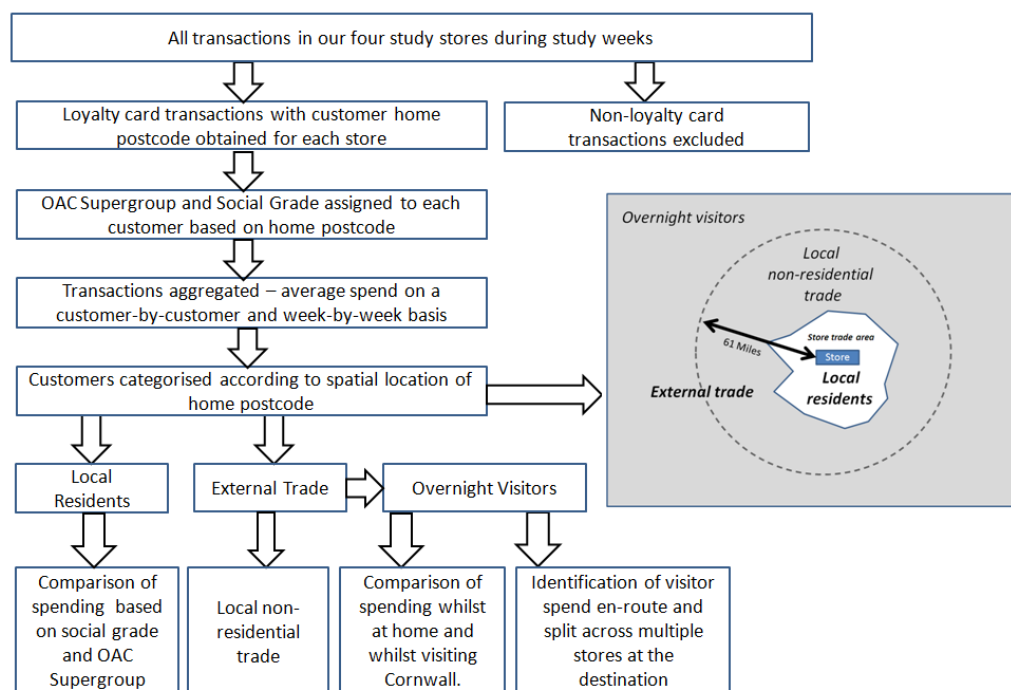 All transactions in our four study stores during study weeks
Loyalty card transactions with customer home
postcode obtained for each store
Non-loyalty card
transactions excluded
OAC Supergroup and Social Grade assigned to each
customer based on home postcode
Transactions aggregated – average spend on a
customer-by-customer and week-by-week basis
Customers categorised according to spatial location of
home postcode
Overnight visitors
Local
non-residential
trade
61 Miles
Store trade area
Store
Local
residents
External trade
Local
Residents
External Trade
Overnight Visitors
Comparison of
spending based
on social grade
and OAC
Supergroup
Local non-
residential
trade
Comparison of
spending whilst
at home and
whilst visiting
Cornwall.
Identification of visitor
spend en-route and
split across multiple
stores at the
destination